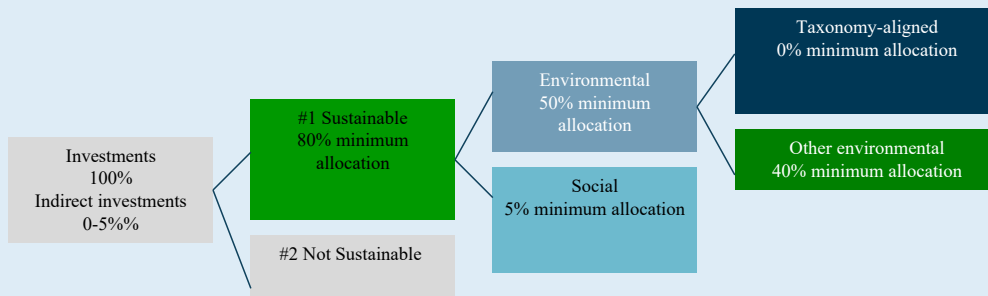 Investments
100%
Indirect investments
0-5%%
#1 Sustainable
80% minimum
allocation
#2 Not Sustainable
Environmental
50% minimum
allocation
Social
5% minimum allocation
Taxonomy-aligned
0% minimum allocation
Other environmental
40% minimum allocation